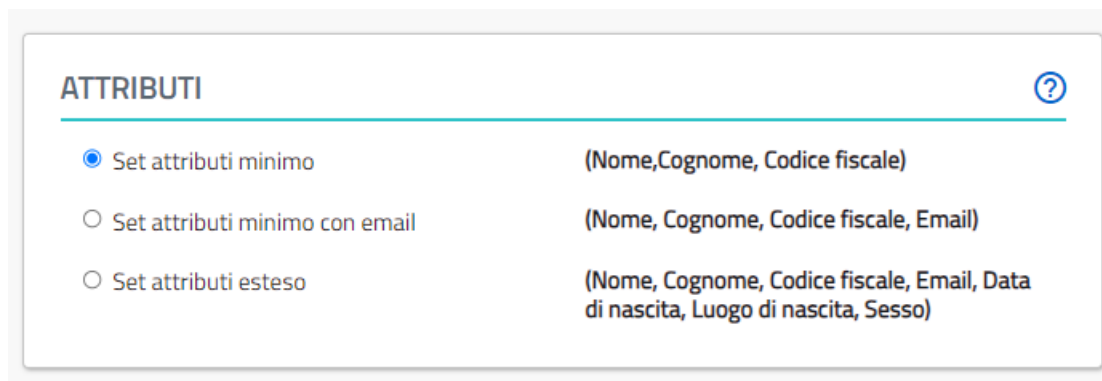 ATTRIBUTI
Set attributi minimo (Nome,Cognome, Codice fiscale)
Set attributi minimo con email (Nome, Cognome, Codice fiscale, Email)
Set attributi esteso (Nome, Cognome, Codice fiscale, Email, Data
di nascita, Luogo di nascita, Sesso)